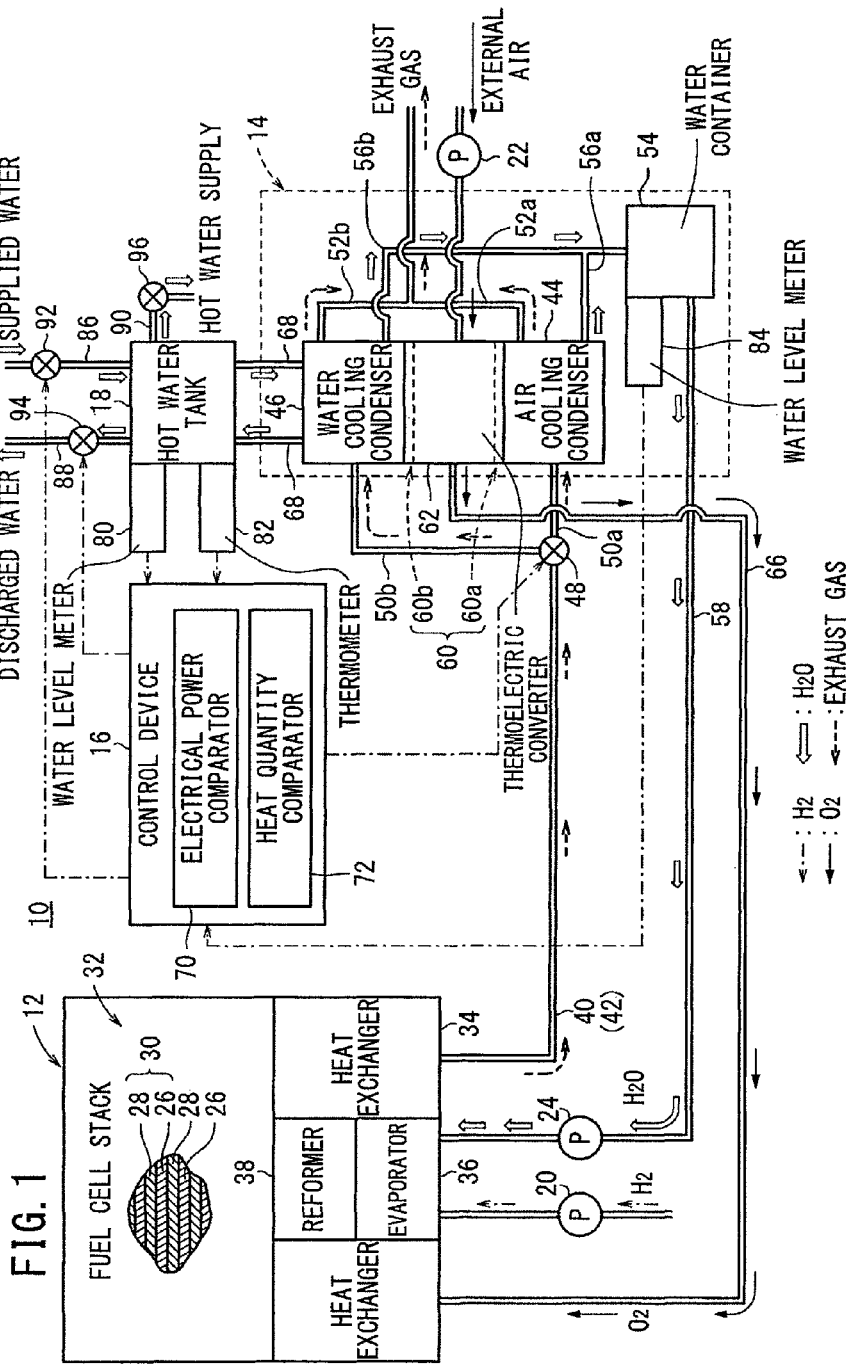 FIG. 1
10
12
FUEL CELL STACK
32
30
28
26
28
26
38
REFORMER
EVAPORATOR
36
HEAT EXCHANGER
HEAT EXCHANGER
34
20
P
H2
24
P
H2O
O2
40
(42)
16
CONTROL DEVICE
ELECTRICAL POWER COMPARATOR
HEAT QUANTITY COMPARATOR
70
72
WATER LEVEL METER
THERMOMETER
80
82
DISCHARGED WATER
SUPPLIED WATER
88
94
92
86
18
HOT WATER TANK
90
96
HOT WATER SUPPLY
68
68
14
46
WATER COOLING CONDENSER
AIR COOLING CONDENSER
44
62
60b
60a
60
THERMOELECTRIC CONVERTER
50b
50a
48
52b
52a
56b
56a
EXHAUST GAS
EXTERNAL AIR
P
22
54
WATER CONTAINER
84
WATER LEVEL METER
58
66
: H2
: O2
: H2O
: EXHAUST GAS